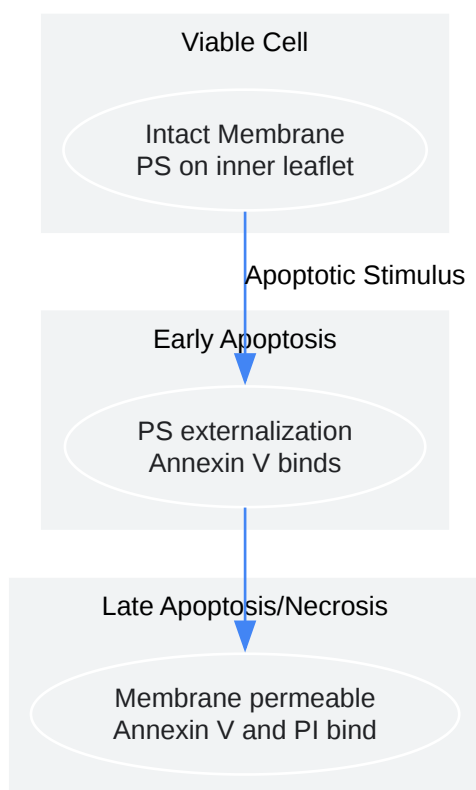 Viable Cell
Intact Membrane
PS on inner leaflet
Apoptotic Stimulus
Early Apoptosis
PS externalization
Annexin V binds
Late Apoptosis/Necrosis
Membrane permeable
Annexin V and PI bind